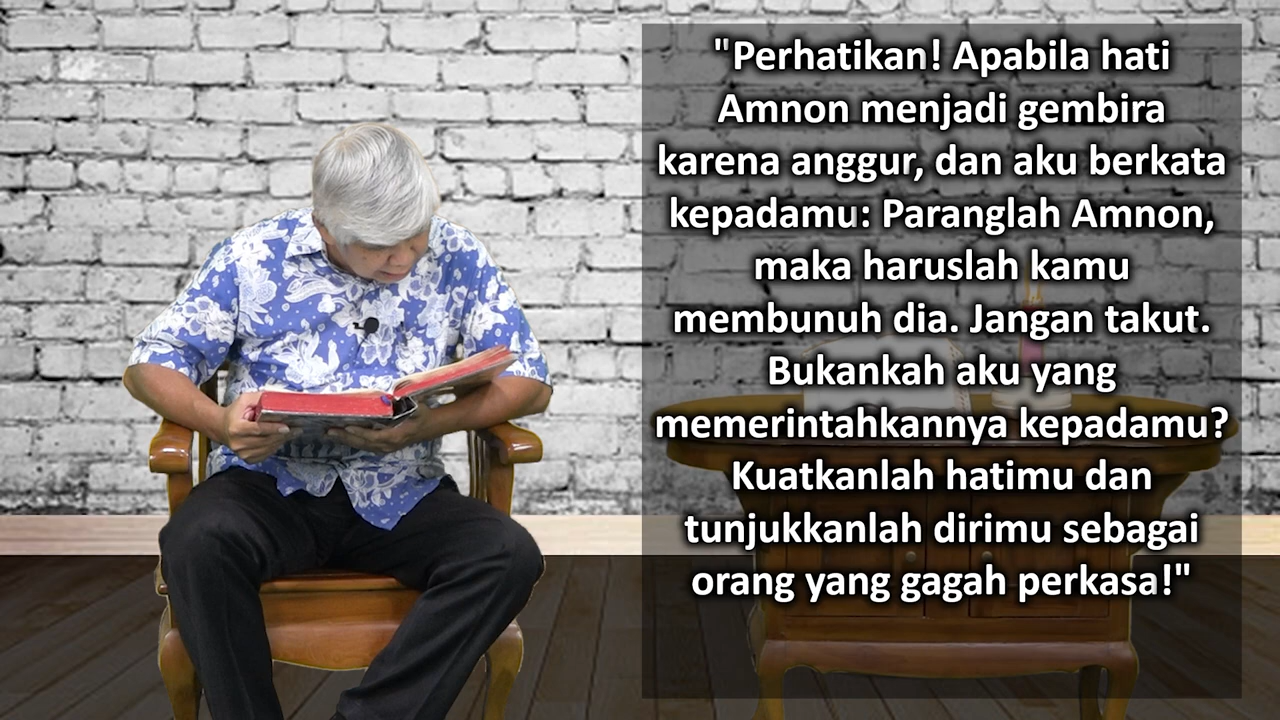 "Perhatikan! Apabila hati
Amnon menjadi gembira
karena anggur, dan aku berkata
kepadamu: Paranglah Amnon,
maka haruslah kamu
membunuh dia. Jangan takut.
Bukankah aku yang
memerintahkannya kepadamu?
Kuatkanlah hatimu dan
tunjukkanlah dirimu sebagai
orang yang gagah perkasa!"